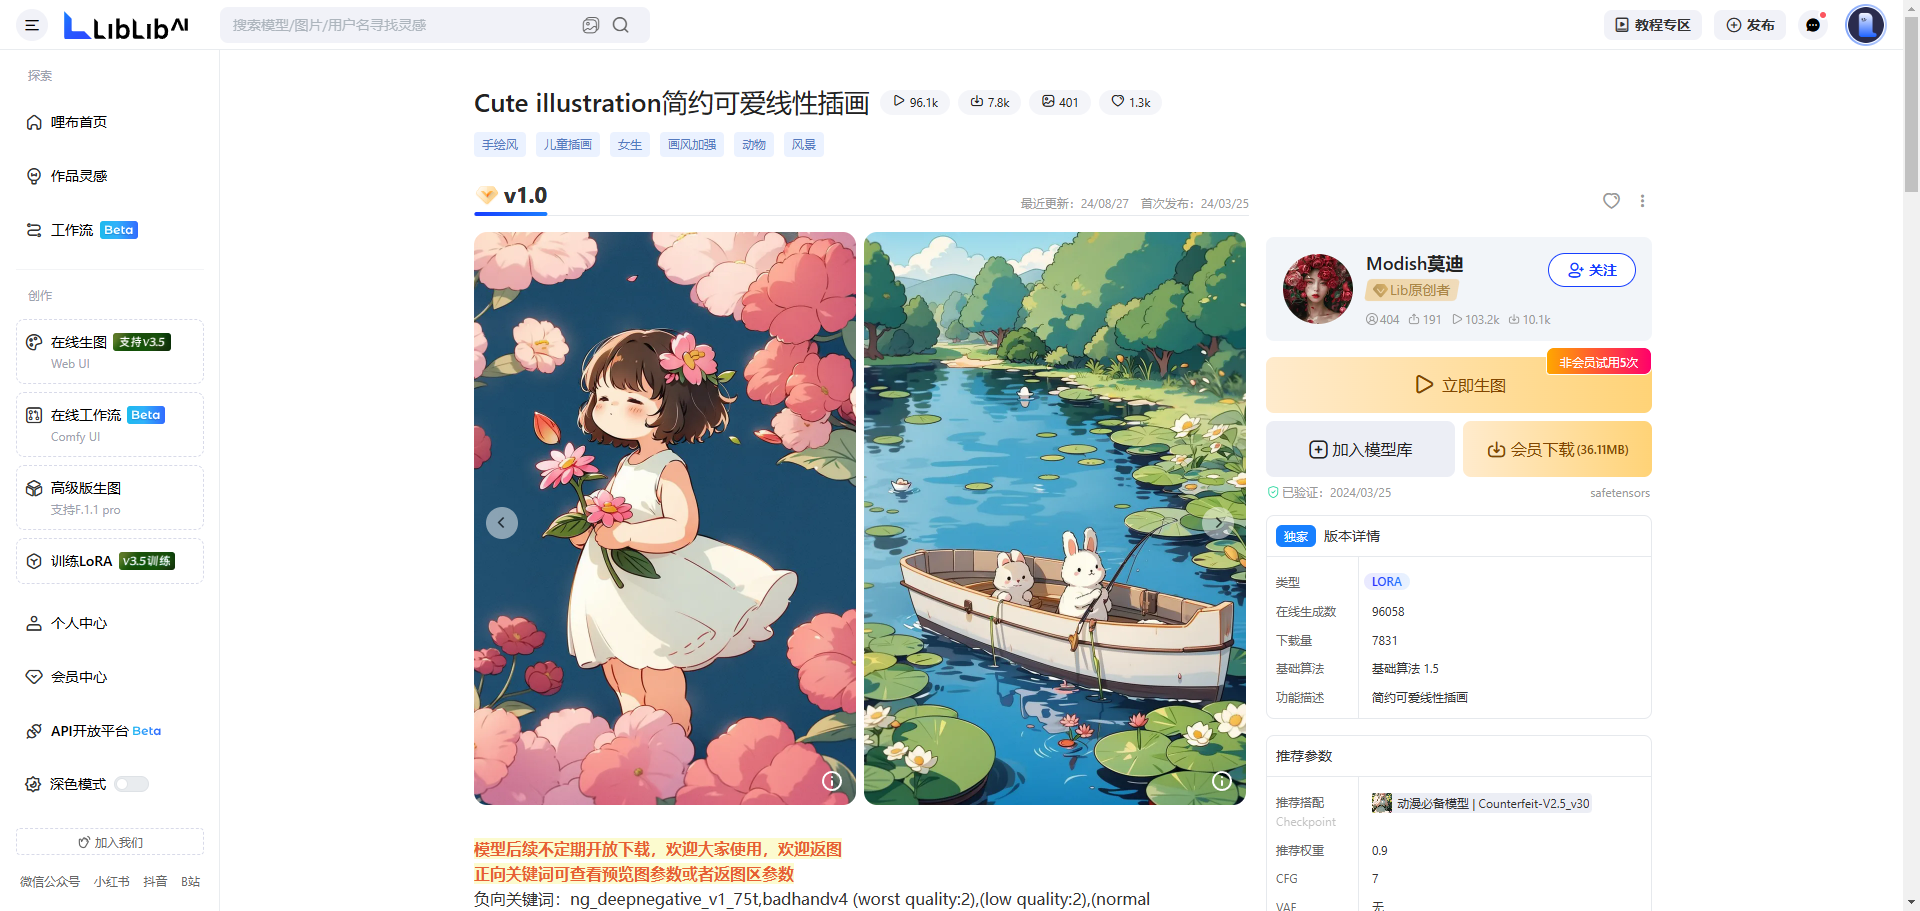 LibLib AI
搜索模型/图片/用户名寻找灵感
教程专区
发布
探索
哩布首页
作品灵感
工作流 Beta
创作
在线生图 支持v3.5
Web UI
在线工作流 Beta
Comfy UI
高级版生图
支持F.1.1 pro
训练LoRA v3.5训练
个人中心
会员中心
API开放平台 Beta
深色模式
加入我们
微信公众号 小红书 抖音 B站
Cute illustration简约可爱线性插画 96.1k 7.8k 401 1.3k
手绘风 儿童插画 女生 画风加强 动物 风景
v1.0
最近更新：24/08/27 首次发布：24/03/25
模型后续不定期开放下载，欢迎大家使用，欢迎返图
正向关键词可查看预览图参数或者返图区参数
负向关键词：ng_deepnegative_v1_75t,badhandv4 (worst quality:2),(low quality:2),(normal
Modish莫迪
Lib原创者
404 191 103.2k 10.1k
关注
非会员试用5次
立即生图
加入模型库
会员下载(36.11MB)
已验证：2024/03/25 safetensors
独家 版本详情
类型 LORA
在线生成数 96058
下载量 7831
基础算法 基础算法 1.5
功能描述 简约可爱线性插画
推荐参数
推荐搭配 动漫必备模型 | Counterfeit-V2.5_v30
Checkpoint
推荐权重 0.9
CFG 7
VAE 无